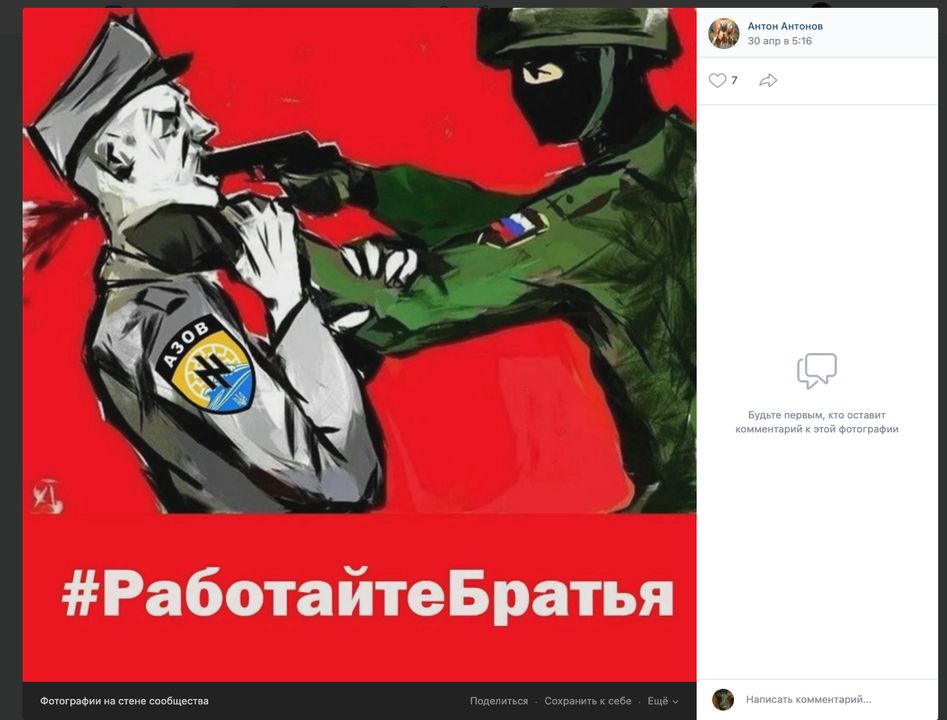 АЗОВ
#РаботайтеБратья
Фотографии на стене сообщества
Поделиться · Сохранить к себе · Ещё
Антон Антонов
30 апр в 5:16
7
Будьте первым, кто оставит
комментарий к этой фотографии
Написать комментарий...